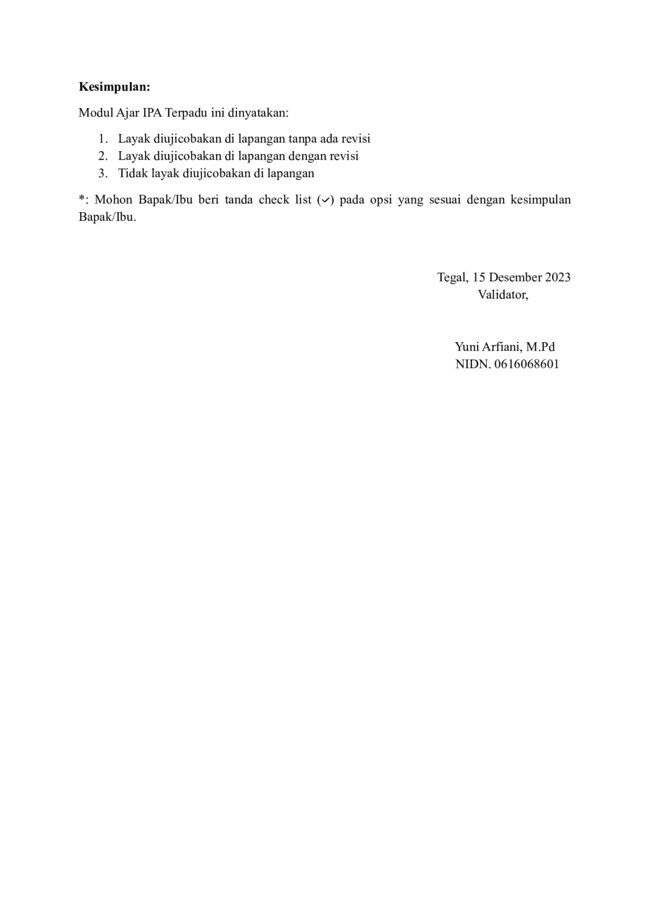 Kesimpulan:
Modul Ajar IPA Terpadu ini dinyatakan:
1. Layak diujicobakan di lapangan tanpa ada revisi
2. Layak diujicobakan di lapangan dengan revisi
3. Tidak layak diujicobakan di lapangan
*: Mohon Bapak/Ibu beri tanda check list (✓) pada opsi yang sesuai dengan kesimpulan
Bapak/Ibu.
Tegal, 15 Desember 2023
Validator,
Yuni Arfiani, M.Pd
NIDN. 0616068601